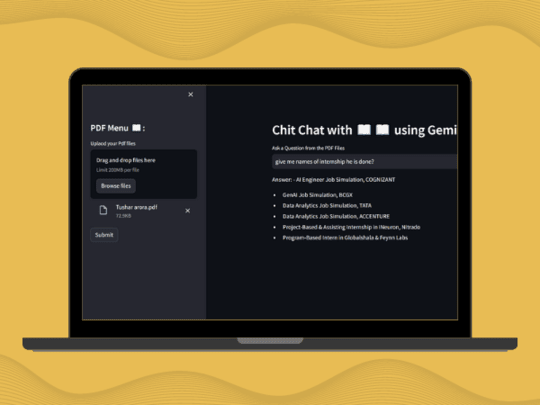 PDF Menu 📖 :
Upload your Pdf files
Drag and drop files here
Limit 200MB per file
Browse files
Tushar arora.pdf
72.9KB
Submit
Chit Chat with 📖 📖 using Gemi
Ask a Question from the PDF Files
give me names of internship he is done?
Answer: - AI Engineer Job Simulation, COGNIZANT
• GenAI Job Simulation, BCGX
• Data Analytics Job Simulation, TATA
• Data Analytics Job Simulation, ACCENTURE
• Project-Based & Assisting Internship in iNeuron, Nitrode
• Program-Based Intern in Globalshala & Feynn Labs